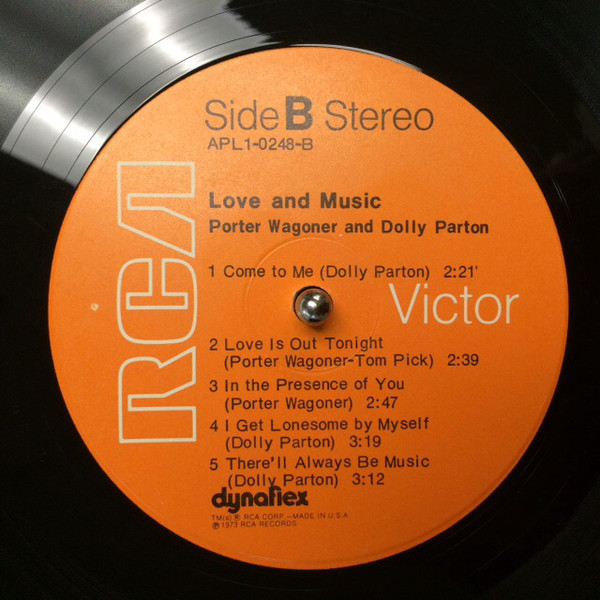 Side B Stereo
APL1-0248-B
RCA
Love and Music
Porter Wagoner and Dolly Parton
1 Come to Me (Dolly Parton) 2:21'
Victor
2 Love Is Out Tonight
(Porter Wagoner-Tom Pick) 2:39
3 In the Presence of You
(Porter Wagoner) 2:47
4 I Get Lonesome by Myself
(Dolly Parton) 3:19
5 There'll Always Be Music
(Dolly Parton) 3:12
dynaflex
TM(s) ® RCA CORP.—MADE IN U.S.A.
℗ 1973 RCA RECORDS